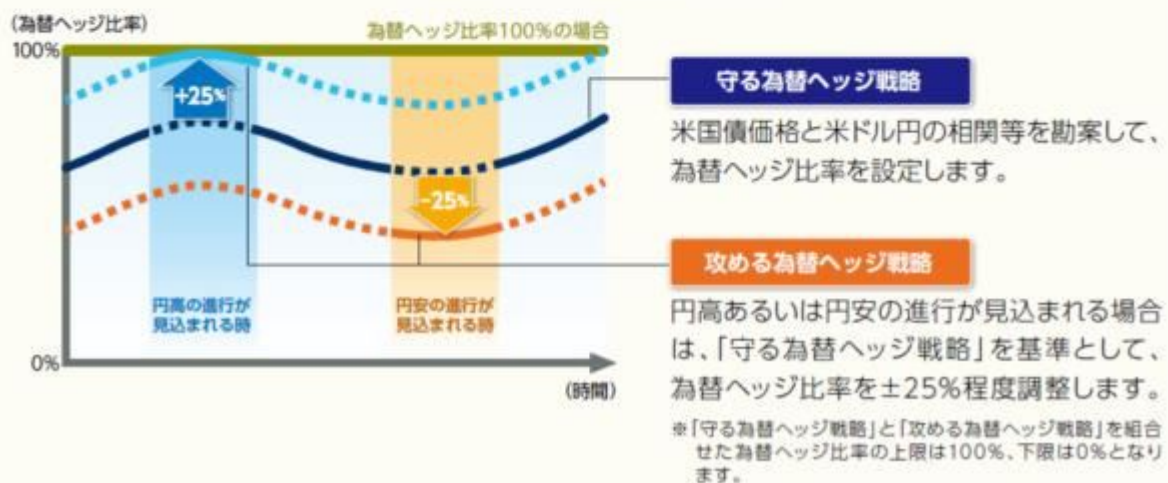 (為替ヘッジ比率)
為替ヘッジ比率100%の場合
100%
+25%
-25%
円高の進行が
見込まれる時
円安の進行が
見込まれる時
0%
(時間)
守る為替ヘッジ戦略
米国債価格と米ドル円の相関等を勘案して、
為替ヘッジ比率を設定します。
攻める為替ヘッジ戦略
円高あるいは円安の進行が見込まれる場合
は、「守る為替ヘッジ戦略」を基準として、
為替ヘッジ比率を±25%程度調整します。
※「守る為替ヘッジ戦略」と「攻める為替ヘッジ戦略」を組合
せた為替ヘッジ比率の上限は100%、下限は0%となり
ます。